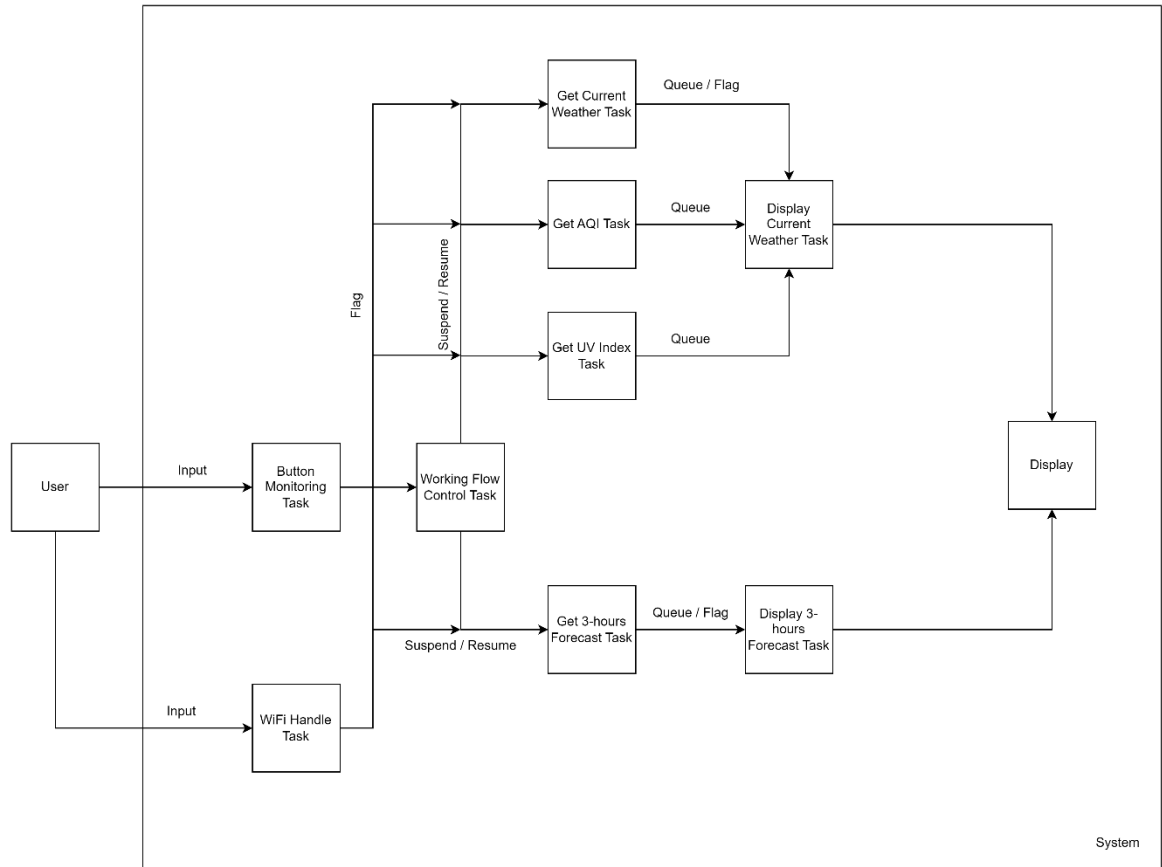 Get Current
Weather Task
Queue / Flag
Get AQI Task
Queue
Display
Current
Weather Task
Flag
Suspend / Resume
Get UV Index
Task
Queue
User
Input
Button
Monitoring
Task
Working Flow
Control Task
Display
Suspend / Resume
Get 3-hours
Forecast Task
Queue / Flag
Display 3-
hours
Forecast Task
Input
WiFi Handle
Task
System